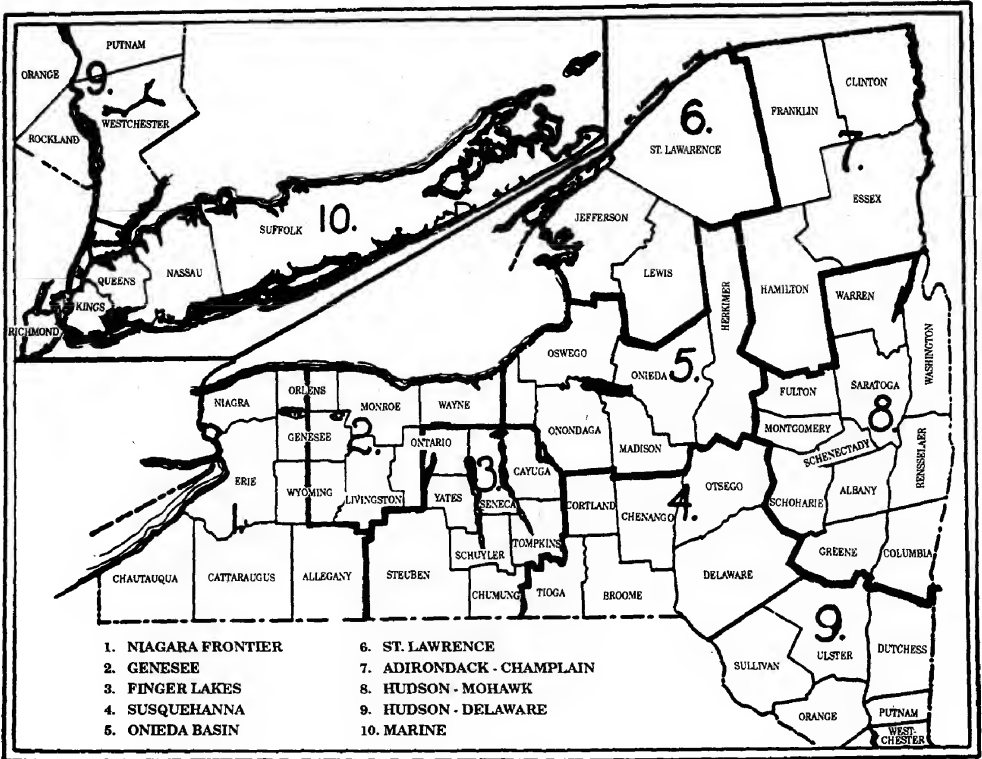 PUTNAM
ORANGE
9.
WESTCHESTER
ROCKLAND
10.
SUFFOLK
NASSAU
QUEENS
KINGS
RICHMOND
6.
ST. LAWARENCE
FRANKLIN
CLINTON
7.
ESSEX
JEFFERSON
LEWIS
HERKIMER
HAMILTON
WARREN
WASHINGTON
OSWEGO
ONIEDA
5.
FULTON
SARATOGA
8.
MONTGOMERY
SCHENECTADY
RENSSELAER
NIAGRA
ORLENS
MONROE
WAYNE
GENESEE
2.
ONTARIO
ONONDAGA
MADISON
CAYUGA
3.
ERIE
WYOMING
LIVINGSTON
YATES
SENECA
CORTLAND
CHENANGO
4.
OTSEGO
SCHOHARIE
ALBANY
1
SCHUYLER
TOMPKINS
GREENE
COLUMBIA
CHAUTAUQUA
CATTARAUGUS
ALLEGANY
STEUBEN
CHUMUNG
TIOGA
BROOME
DELAWARE
9.
ULSTER
DUTCHESS
SULLIVAN
ORANGE
PUTNAM
WEST-
CHESTER
1. NIAGARA FRONTIER
2. GENESEE
3. FINGER LAKES
4. SUSQUEHANNA
5. ONIEDA BASIN
6. ST. LAWRENCE
7. ADIRONDACK - CHAMPLAIN
8. HUDSON - MOHAWK
9. HUDSON - DELAWARE
10. MARINE